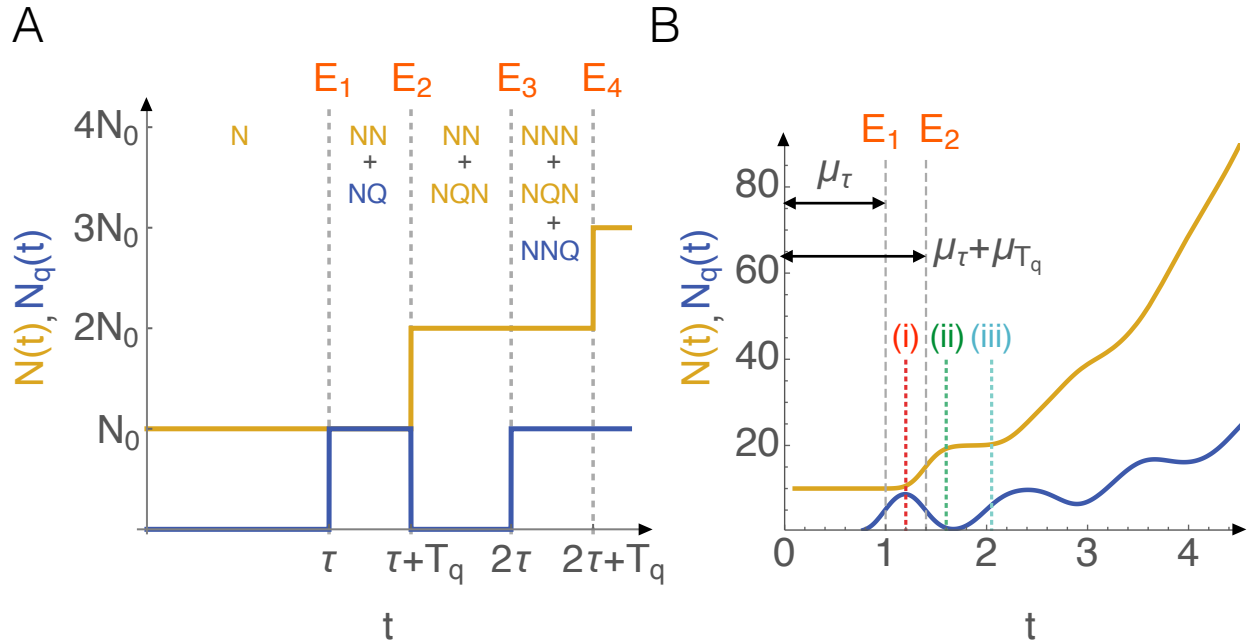 A
E1 E2 E3 E4
4N0
3N0
2N0
N0
N(t), Nq(t)
N
NN
+
NQ
NN
+
NQN
NNN
+
NQN
+
NNQ
τ τ+Tq 2τ 2τ+Tq
t
B
E1 E2
μτ
μτ+μTq
(i) (ii) (iii)
80
60
40
20
N(t), Nq(t)
0 1 2 3 4
t